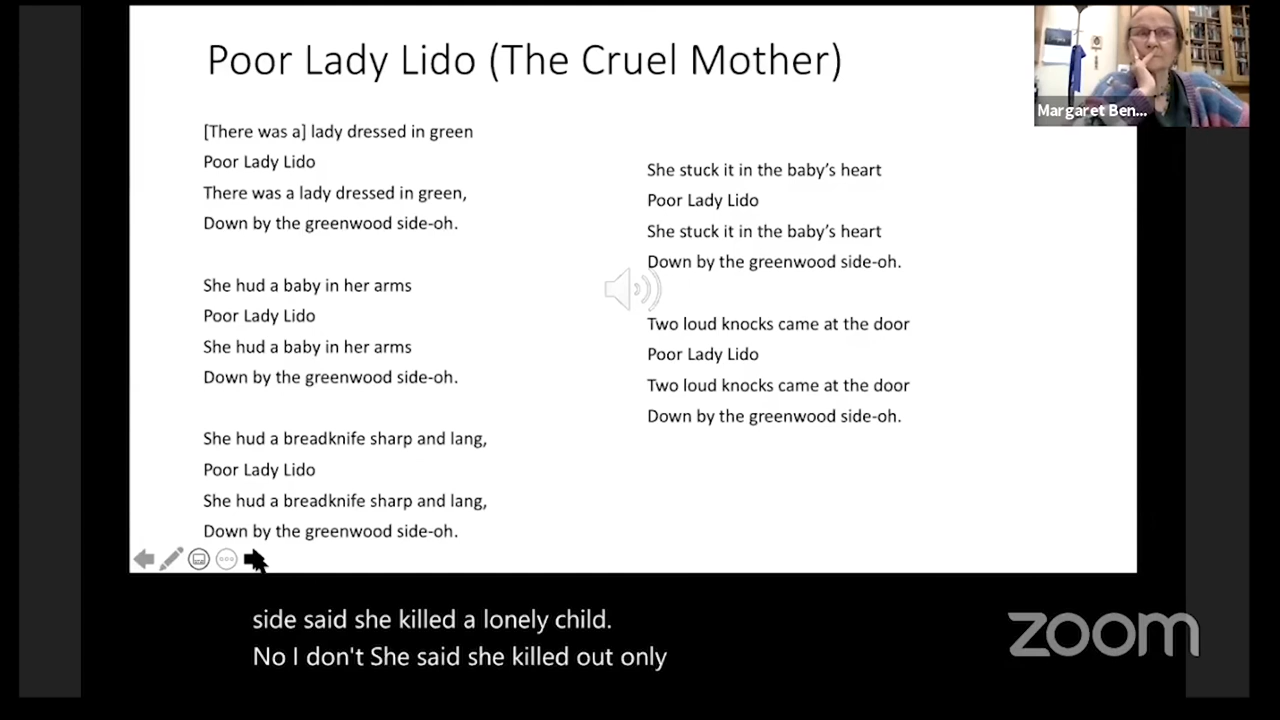 Poor Lady Lido (The Cruel Mother)
Margaret Ben...
[There was a] lady dressed in green
Poor Lady Lido
There was a lady dressed in green,
Down by the greenwood side-oh.
She hud a baby in her arms
Poor Lady Lido
She hud a baby in her arms
Down by the greenwood side-oh.
She hud a breadknife sharp and lang,
Poor Lady Lido
She hud a breadknife sharp and lang,
Down by the greenwood side-oh.
She stuck it in the baby’s heart
Poor Lady Lido
She stuck it in the baby’s heart
Down by the greenwood side-oh.
Two loud knocks came at the door
Poor Lady Lido
Two loud knocks came at the door
Down by the greenwood side-oh.
side said she killed a lonely child.
No I don't She said she killed out only
zoom